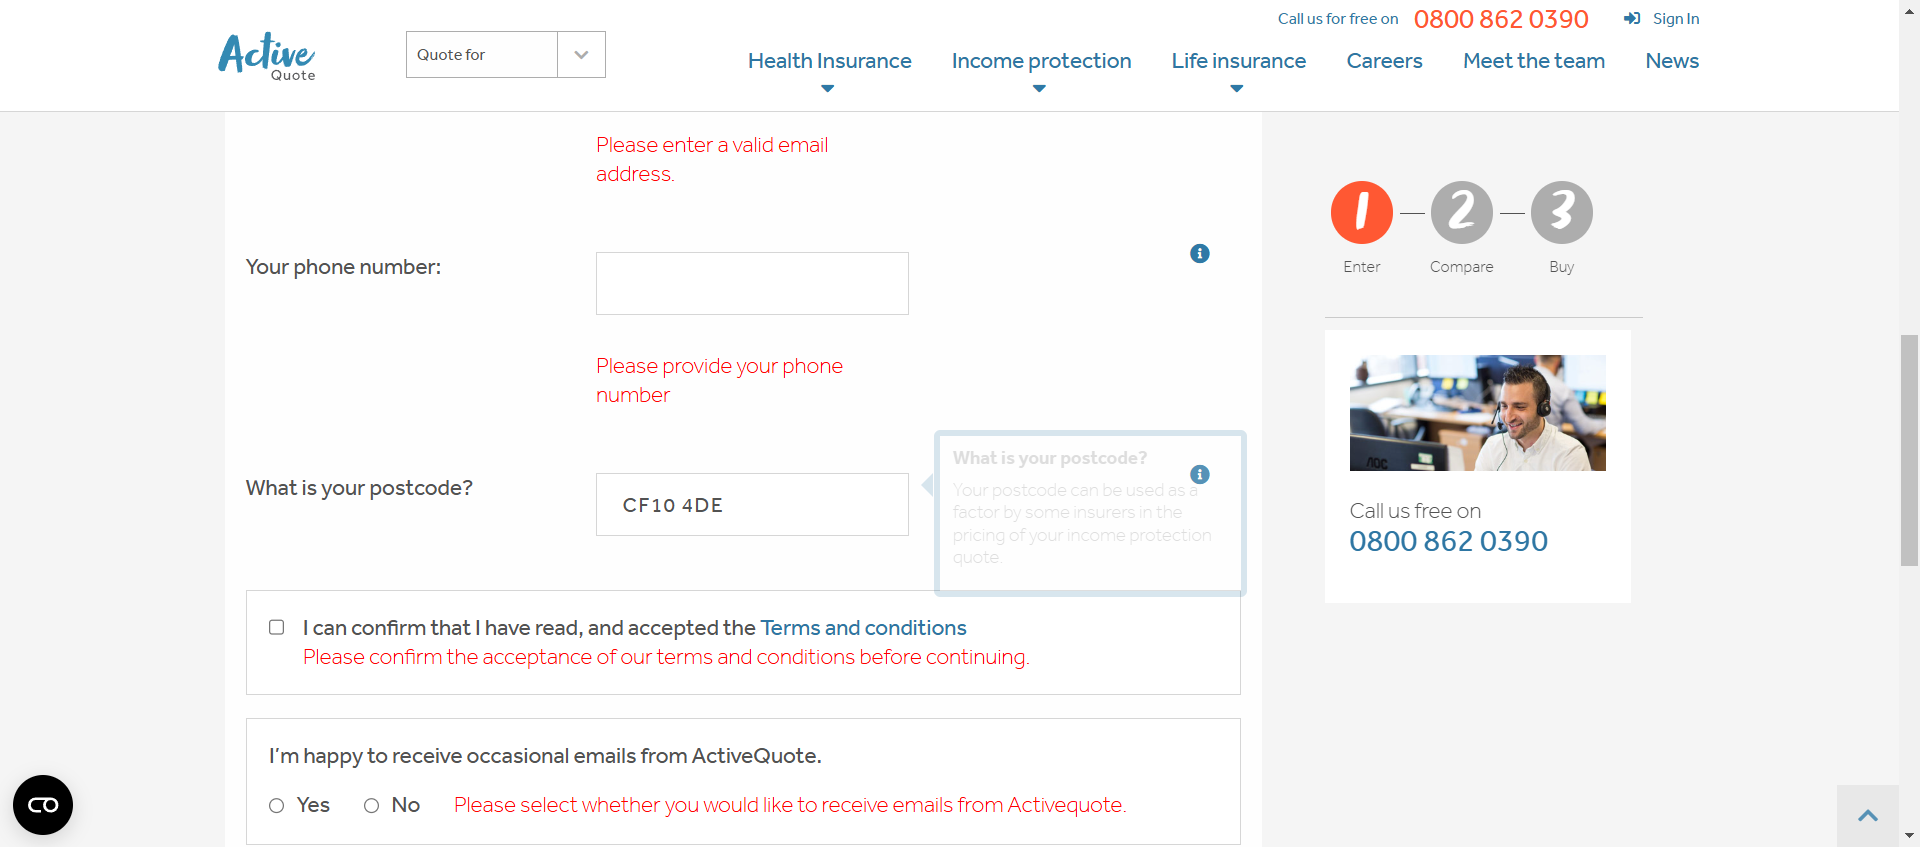 Call us for free on 0800 862 0390 Sign In
Active
Quote
Quote for
Health Insurance Income protection Life insurance Careers Meet the team News
Please enter a valid email
address.
Your phone number:
Please provide your phone
number
What is your postcode?
CF10 4DE
What is your postcode?
Your postcode can be used as a
factor by some insurers in the
pricing of your income protection
quote.
I can confirm that I have read, and accepted the Terms and conditions
Please confirm the acceptance of our terms and conditions before continuing.
I'm happy to receive occasional emails from ActiveQuote.
Yes No Please select whether you would like to receive emails from Activequote.
1 2 3
Enter Compare Buy
AOC
Call us free on
0800 862 0390